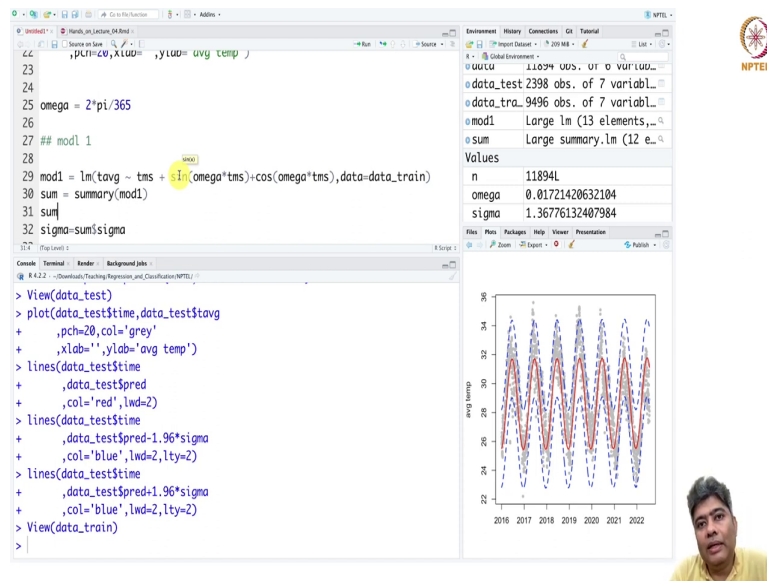 Go to file/function
Addins
NPTEL
Untitled1*
Hands_on_Lecture_04.Rmd
Source on Save
Run
Source
22 ,pch=20,xlab='',ylab='avg temp')
23
24
25 omega = 2*pi/365
26
27 ## modl 1
28
sin(x)
29 mod1 = lm(tavg ~ tms + sin(omega*tms)+cos(omega*tms),data=data_train)
30 sum = summary(mod1)
31 sum
32 sigma=sum$sigma
31:4 (Top Level)
R Script
Console Terminal Render Background Jobs
R 4.2.2 · ~/Downloads/Teaching/Regression_and_Classification/NPTEL/
> View(data_test)
> plot(data_test$time,data_test$tavg
+ ,pch=20,col='grey'
+ ,xlab='',ylab='avg temp')
> lines(data_test$time
+ ,data_test$pred
+ ,col='red',lwd=2)
> lines(data_test$time
+ ,data_test$pred-1.96*sigma
+ ,col='blue',lwd=2,lty=2)
> lines(data_test$time
+ ,data_test$pred+1.96*sigma
+ ,col='blue',lwd=2,lty=2)
> View(data_train)
>
Environment History Connections Git Tutorial
Import Dataset
209 MiB
List
R Global Environment
data 11894 obs. of 6 variab…
data_test 2398 obs. of 7 variabl…
data_tra… 9496 obs. of 7 variabl…
mod1 Large lm (13 elements,…
sum Large summary.lm (12 e…
Values
n 11894L
omega 0.01721420632104
sigma 1.36776132407984
Files Plots Packages Help Viewer Presentation
Zoom Export Publish
avg temp
36
34
32
30
28
26
24
22
2016 2017 2018 2019 2020 2021 2022
NPTEL